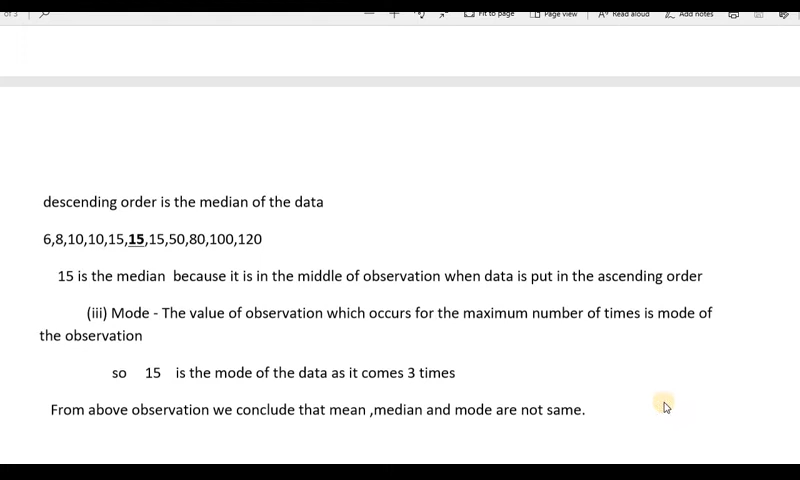 of 3
Fit to page
Page view
Read aloud
Add notes
descending order is the median of the data
6,8,10,10,15,15,15,50,80,100,120
15 is the median because it is in the middle of observation when data is put in the ascending order
(iii) Mode - The value of observation which occurs for the maximum number of times is mode of
the observation
so 15 is the mode of the data as it comes 3 times
From above observation we conclude that mean ,median and mode are not same.